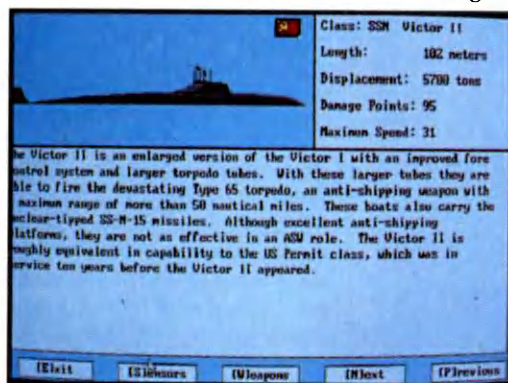 Class: SSN Victor II
Length: 102 meters
Displacement: 5700 tons
Damage Points: 95
Maximum Speed: 31
he Victor II is an enlarged version of the Victor I with an improved fore
ontrol system and larger torpedo tubes. With these larger tubes they are
ble to fire the devastating Type 65 torpedo, an anti-shipping weapon with
maximum range of more than 50 nautical miles. These boats also carry the
uclear-tipped SS-N-15 missiles. Although excellent anti-shipping
latforms, they are not as effective in an ASW role. The Victor II is
oughly equivalent in capability to the US Permit class, which was in
ervice ten years before the Victor II appeared.
(E)xit (S)ensors (W)eapons (N)ext (P)revious